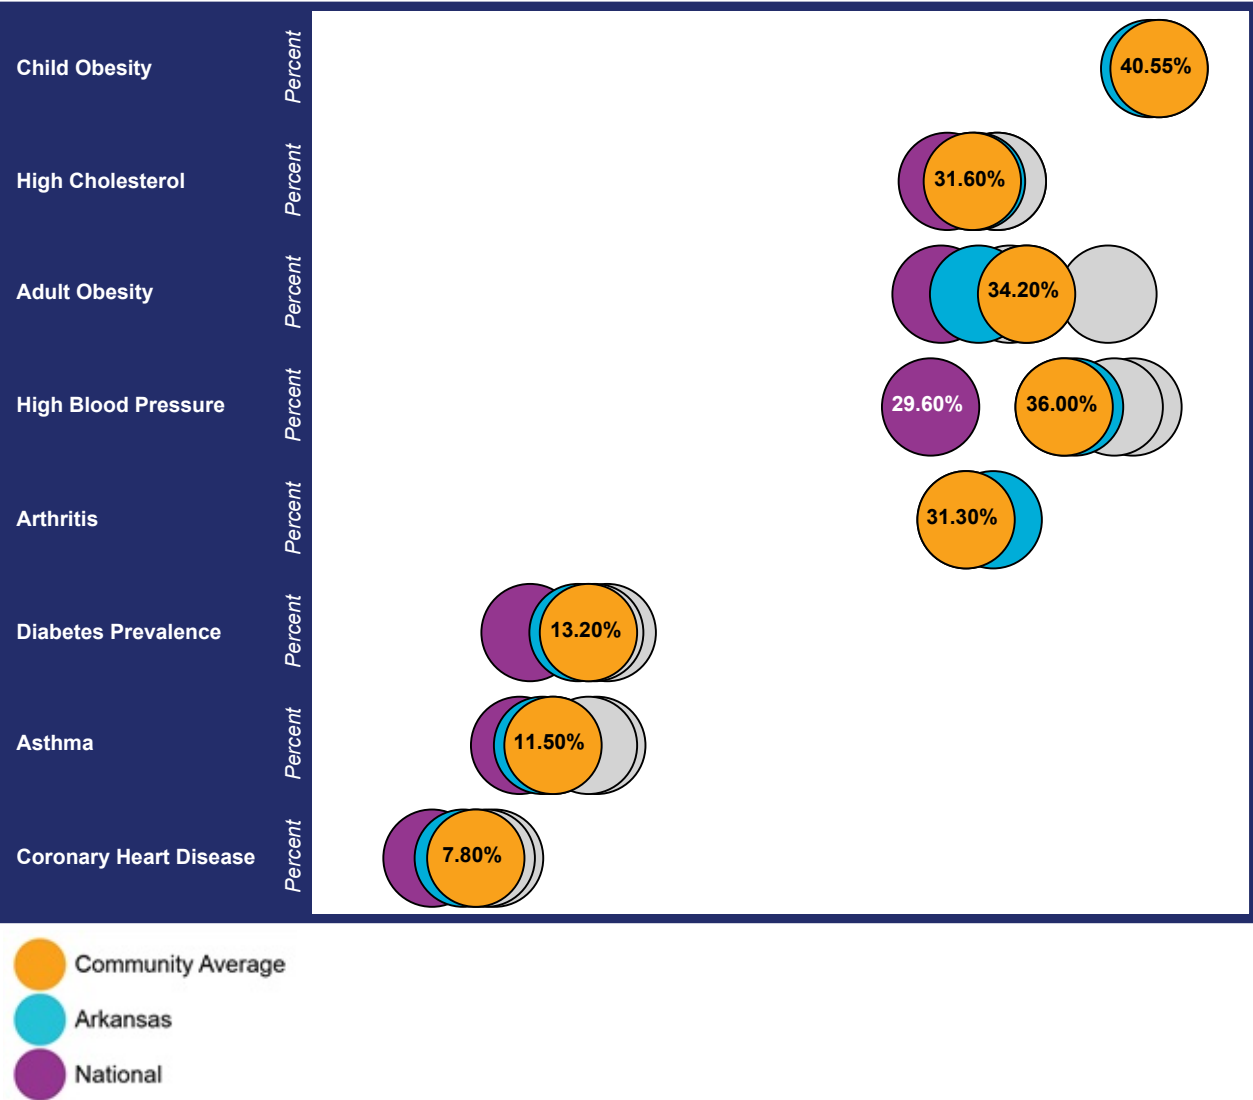 Child Obesity Percent 40.55%
High Cholesterol Percent 31.60%
Adult Obesity Percent 34.20%
High Blood Pressure Percent 29.60% 36.00%
Arthritis Percent 31.30%
Diabetes Prevalence Percent 13.20%
Asthma Percent 11.50%
Coronary Heart Disease Percent 7.80%
Community Average
Arkansas
National